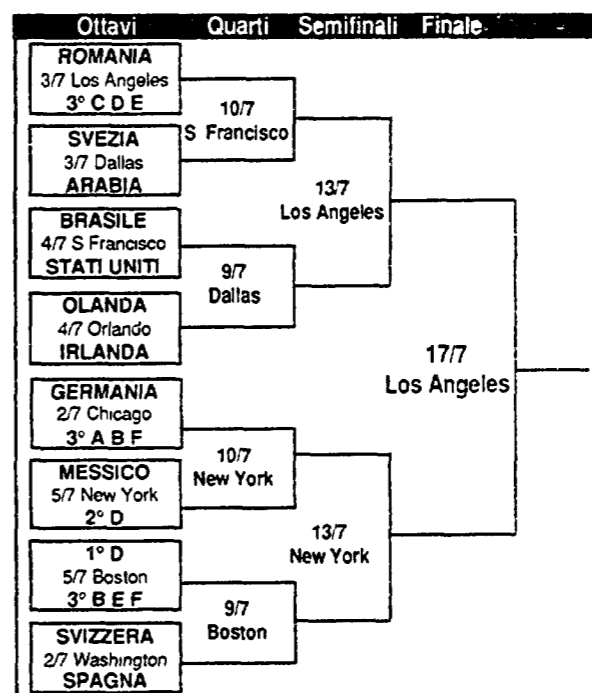 Ottavi Quarti Semifinali Finale
ROMANIA
3/7 Los Angeles
3° C D E
SVEZIA
3/7 Dallas
ARABIA
BRASILE
4/7 S Francisco
STATI UNITI
OLANDA
4/7 Orlando
IRLANDA
GERMANIA
2/7 Chicago
3° A B F
MESSICO
5/7 New York
2° D
1° D
5/7 Boston
3° B E F
SVIZZERA
2/7 Washington
SPAGNA
10/7
S Francisco
9/7
Dallas
10/7
New York
9/7
Boston
13/7
Los Angeles
13/7
New York
17/7
Los Angeles